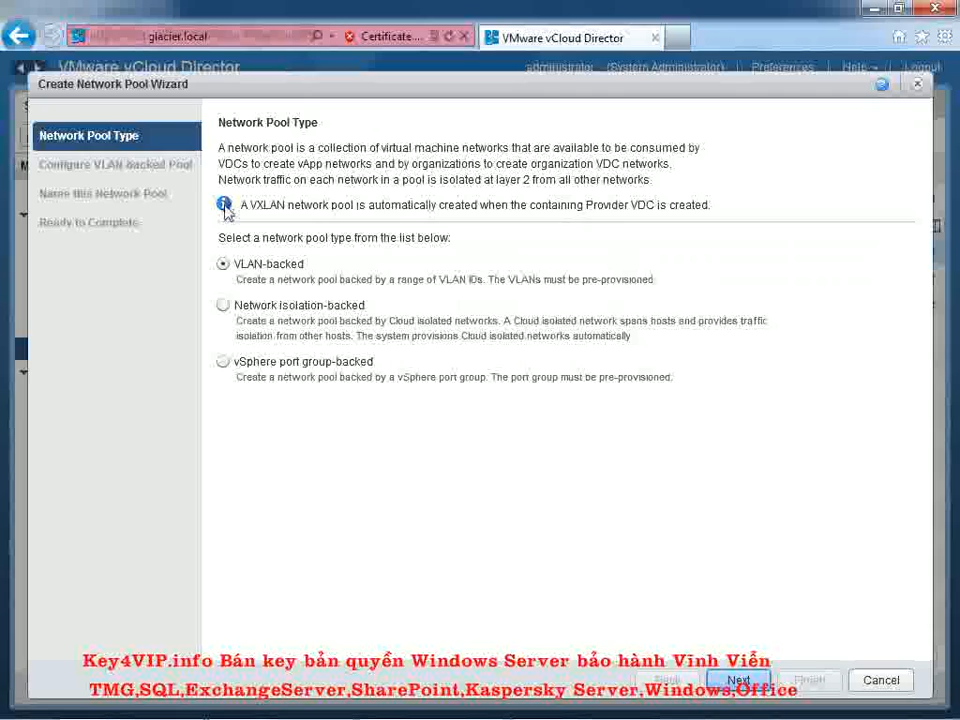 glacier.local
Certificate...
VMware vCloud Director
VMware vCloud Director
administrator (System Administrator)
Preferences
Help
Logout
Create Network Pool Wizard
Network Pool Type
Configure VLAN-backed Pool
Name this Network Pool
Ready to Complete
Network Pool Type
A network pool is a collection of virtual machine networks that are available to be consumed by
VDCs to create vApp networks and by organizations to create organization VDC networks.
Network traffic on each network in a pool is isolated at layer 2 from all other networks.
A VXLAN network pool is automatically created when the containing Provider VDC is created.
Select a network pool type from the list below:
VLAN-backed
Create a network pool backed by a range of VLAN IDs. The VLANs must be pre-provisioned
Network isolation-backed
Create a network pool backed by Cloud isolated networks. A Cloud isolated network spans hosts and provides traffic
isolation from other hosts. The system provisions Cloud isolated networks automatically
vSphere port group-backed
Create a network pool backed by a vSphere port group. The port group must be pre-provisioned.
Key4VIP.info Bán key bản quyền Windows Server bảo hành Vĩnh Viễn
TMG,SQL,ExchangeServer,SharePoint,Kaspersky Server,Windows,Office
Back
Next
Finish
Cancel